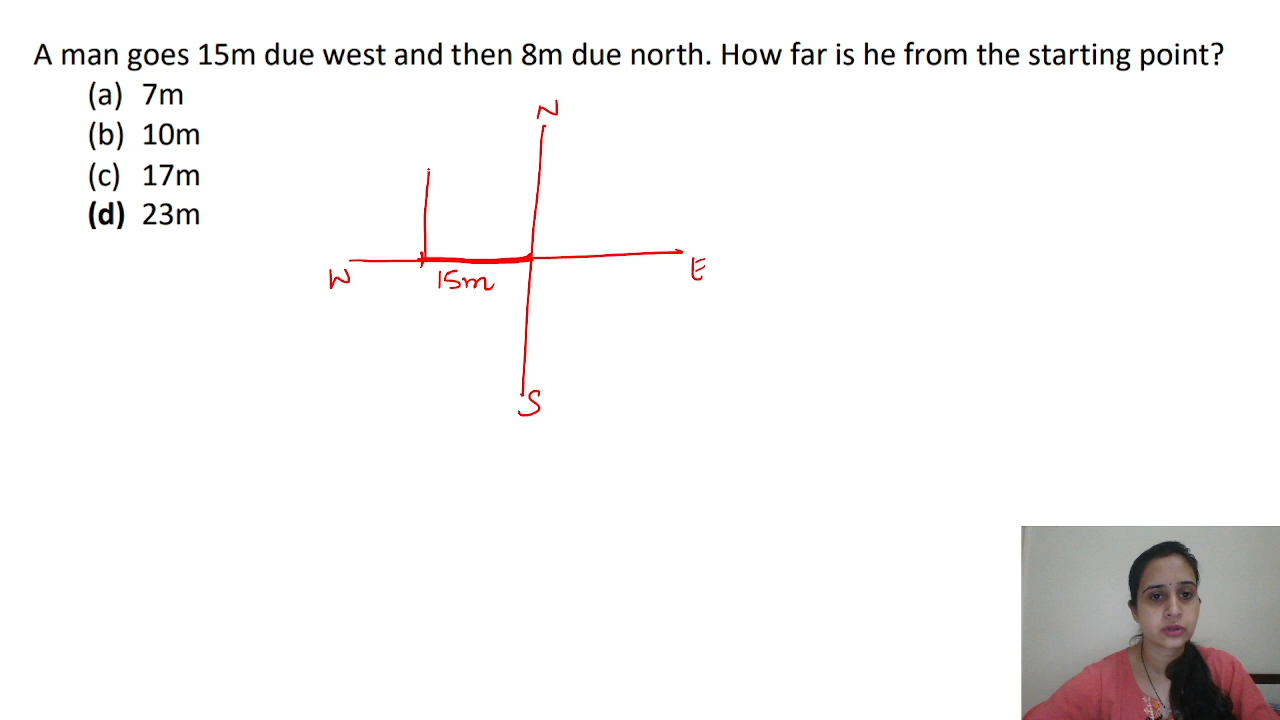 A man goes 15m due west and then 8m due north. How far is he from the starting point?
(a) 7m
(b) 10m
(c) 17m
(d) 23m
N
W
15m
E
S